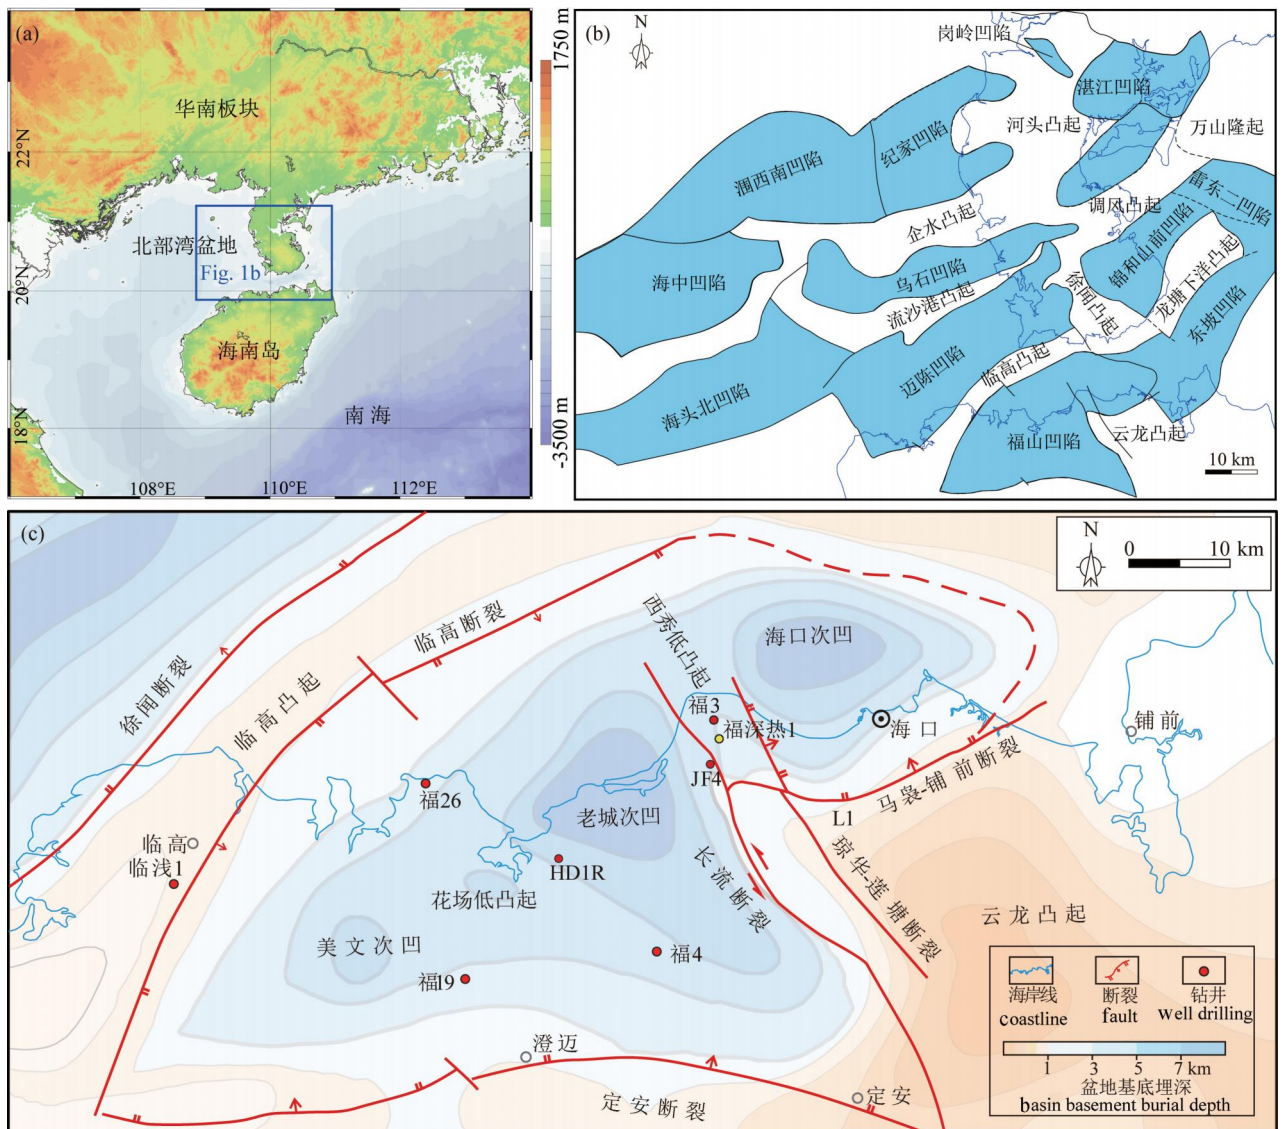 (a)
华南板块
22°N
北部湾盆地
Fig. 1b
20°N
海南岛
南海
18°N
108°E
110°E
112°E
1750 m
-3500 m
(b)
N
岗岭凹陷
湛江凹陷
河头凸起
万山隆起
纪家凹陷
涠西南凹陷
雷东二凹陷
调风凸起
企水凸起
锦和山前凹陷
海中凹陷
乌石凹陷
流沙港凸起
徐闻凸起
龙塘下洋凸起
东坡凹陷
迈陈凹陷
临高凸起
海头北凹陷
福山凹陷
云龙凸起
10 km
(c)
N
0 10 km
徐闻断裂
临高凸起
临高断裂
西秀低凸起
海口次凹
福3
福深热1
海口
铺前
JF4
马袅-铺前断裂
L1
福26
老城次凹
临高
临浅1
HD1R
花场低凸起
长流断裂
琼华-莲塘断裂
云龙凸起
美文次凹
福4
福19
澄迈
定安断裂
定安
海岸线
coastline
断裂
fault
钻井
well drilling
1 3 5 7 km
盆地基底埋深
basin basement burial depth